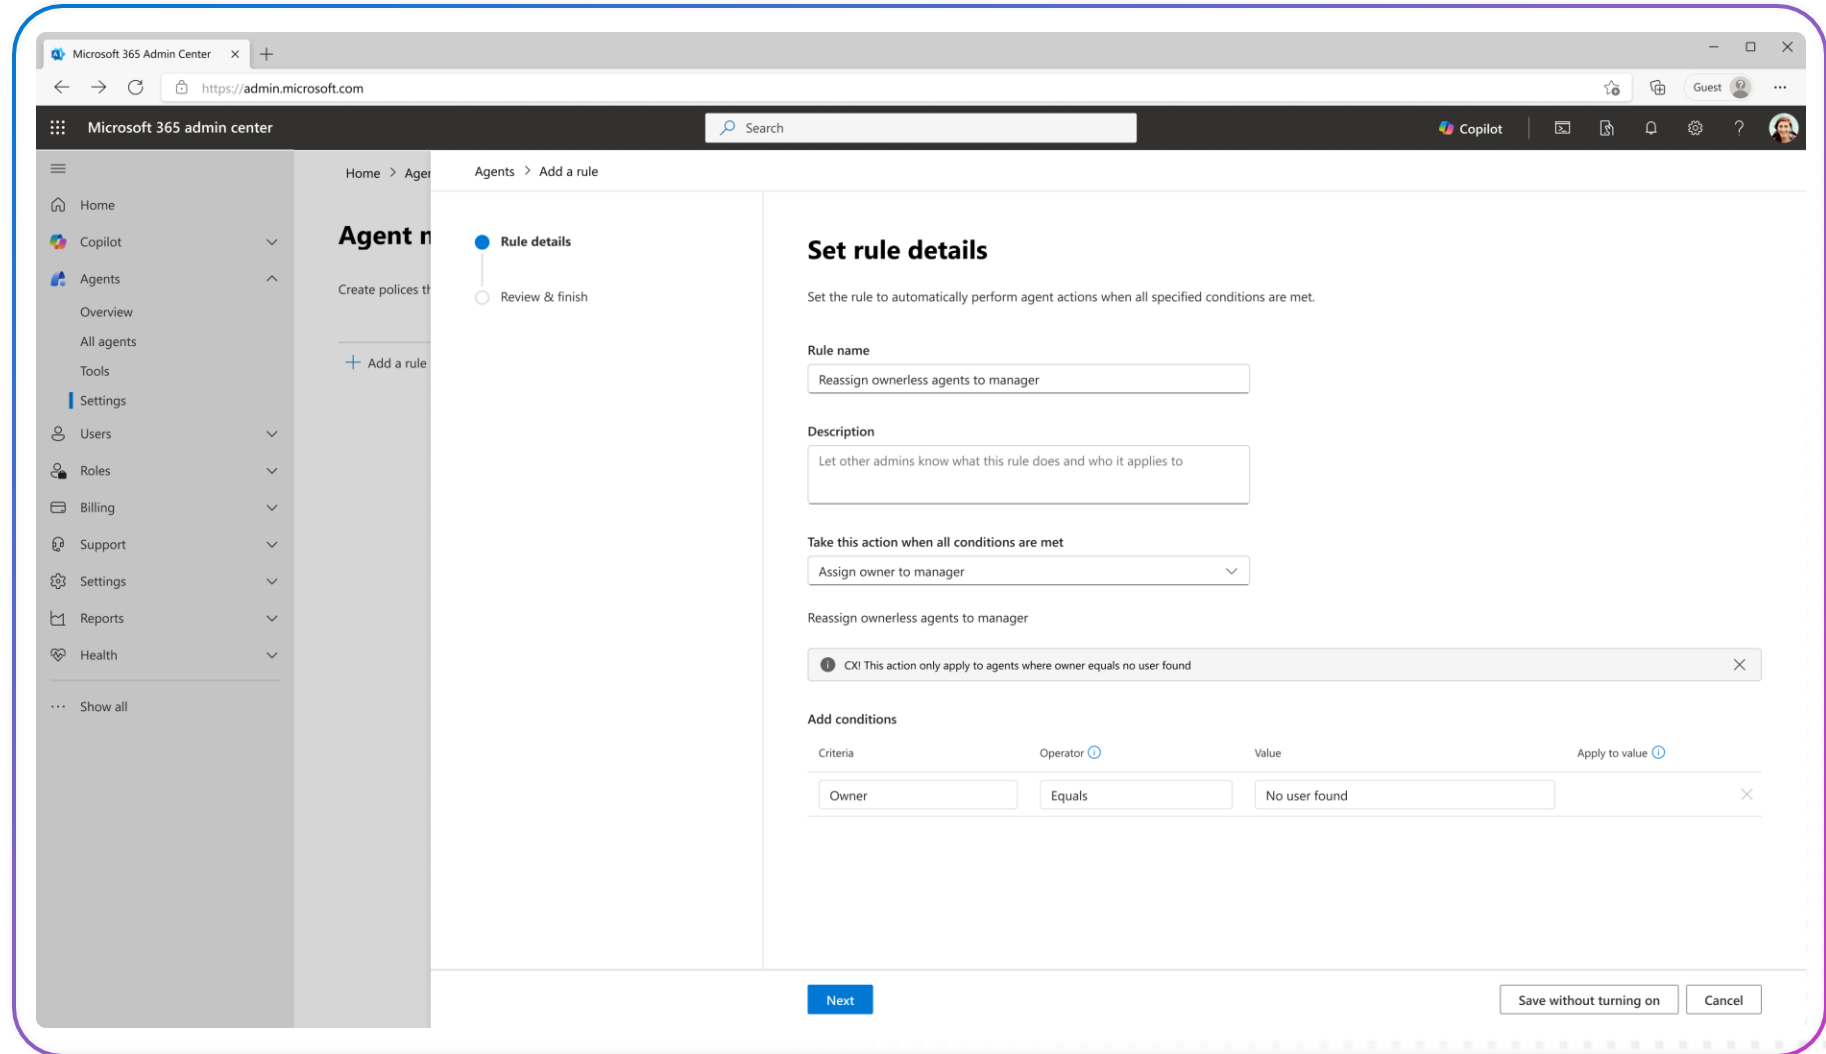 Microsoft 365 Admin Center
https://admin.microsoft.com
Guest
Microsoft 365 admin center
Search
Copilot
Home
Copilot
Agents
Overview
All agents
Tools
Settings
Users
Roles
Billing
Support
Settings
Reports
Health
Show all
Home > Agen
Agent
Create polices
Add a rule
Agents > Add a rule
Rule details
Review & finish
Set rule details
Set the rule to automatically perform agent actions when all specified conditions are met.
Rule name
Reassign ownerless agents to manager
Description
Let other admins know what this rule does and who it applies to
Take this action when all conditions are met
Assign owner to manager
Reassign ownerless agents to manager
CX! This action only apply to agents where owner equals no user found
Add conditions
Criteria Operator Value Apply to value
Owner Equals No user found
Next Save without turning on Cancel